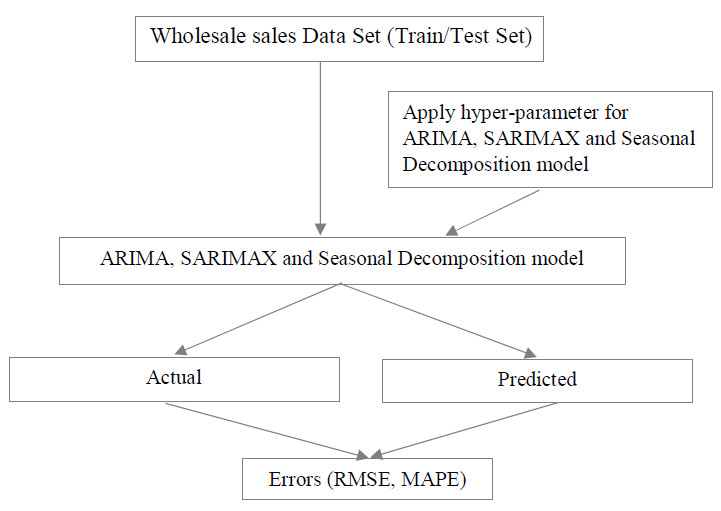 Wholesale sales Data Set (Train/Test Set)
Apply hyper-parameter for
ARIMA, SARIMAX and Seasonal
Decomposition model
ARIMA, SARIMAX and Seasonal Decomposition model
Actual
Predicted
Errors (RMSE, MAPE)